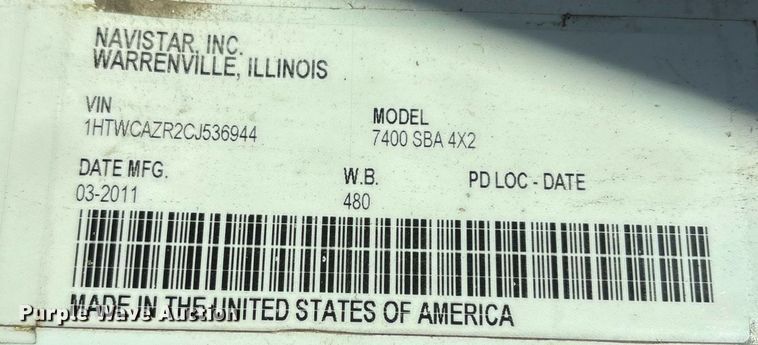 NAVISTAR, INC.
WARRENVILLE, ILLINOIS
VIN MODEL
1HTWCAZR2CJ536944 7400 SBA 4X2
DATE MFG. W.B. PD LOC - DATE
03-2011 480
MADE IN THE UNITED STATES OF AMERICA
Purple Wave Auction